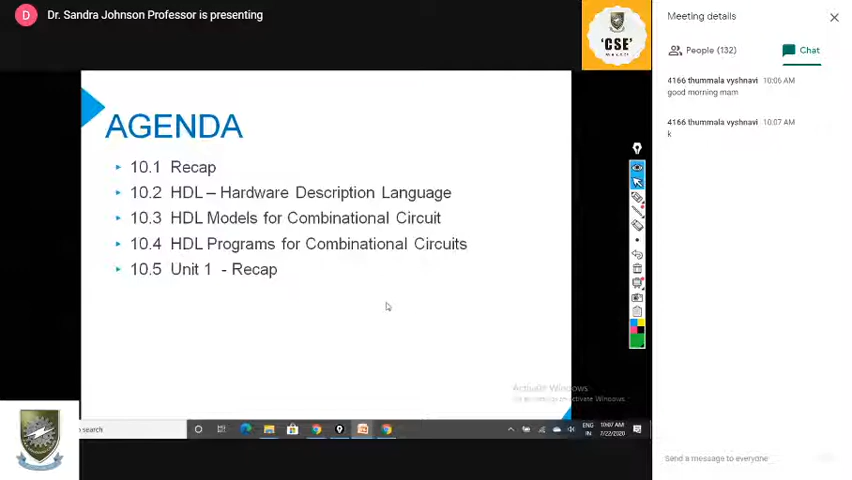 D Dr. Sandra Johnson Professor is presenting
'CSE'
Meeting details
People (132)
Chat
4166 thummala vyshnavi 10:06 AM
good morning mam
4166 thummala vyshnavi 10:07 AM
k
AGENDA
10.1 Recap
10.2 HDL – Hardware Description Language
10.3 HDL Models for Combinational Circuit
10.4 HDL Programs for Combinational Circuits
10.5 Unit 1 - Recap
Activate Windows
search
ENG
IN
10:07 AM
7/22/2020
Send a message to everyone